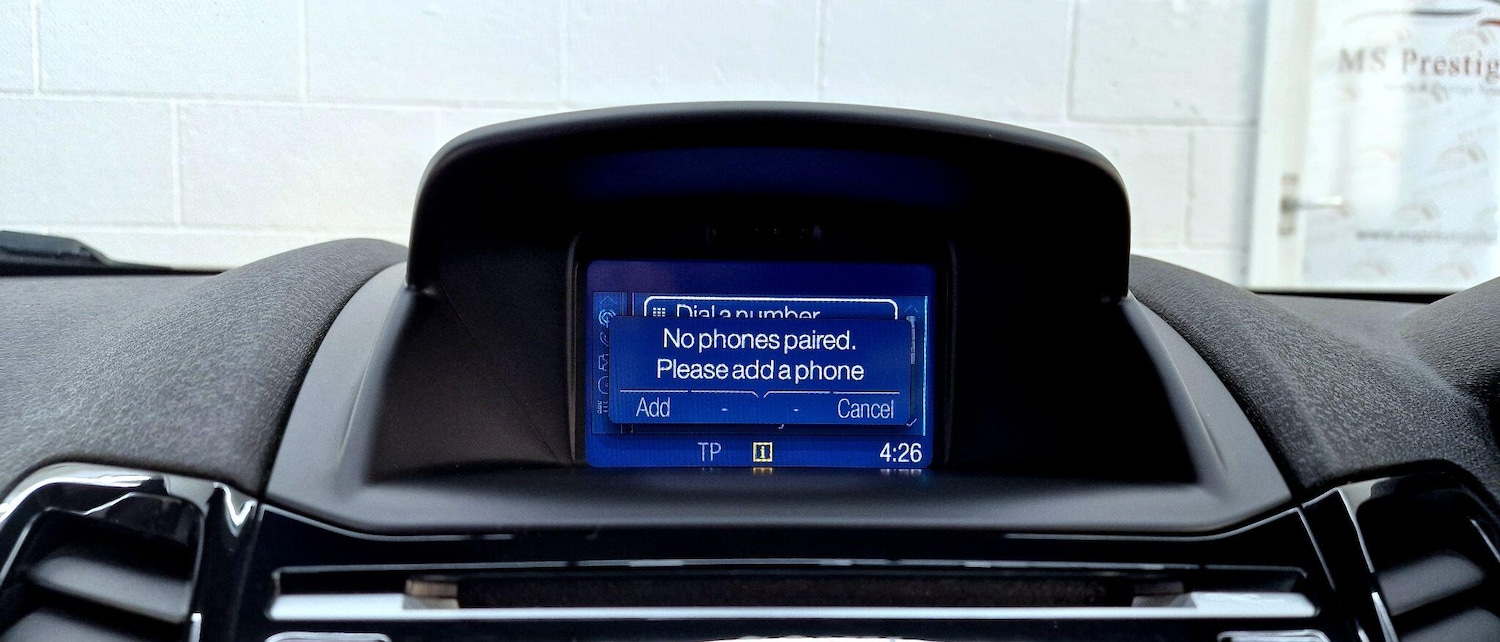 MS Prestig
Dial a number
No phones paired.
Please add a phone
Add - - Cancel
TP i 4:26